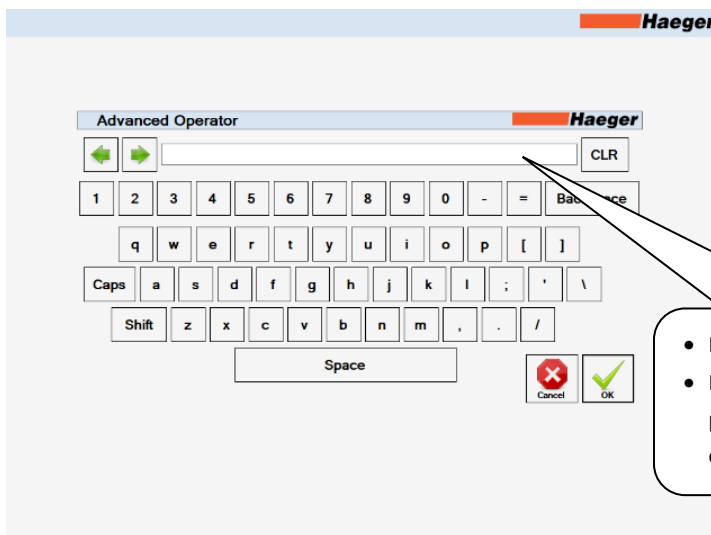 Haeger
Advanced Operator Haeger
CLR
1 2 3 4 5 6 7 8 9 0 - =
q w e r t y u i o p [ ]
Caps a s d f g h j k l ; ' \
Shift z x c v b n m , . /
Space
Cancel OK